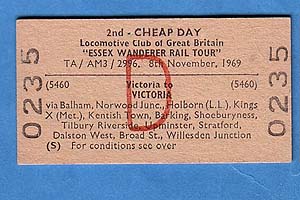 2nd - CHEAP DAY
Locomotive Club of Great Britain
"ESSEX WANDERER RAIL TOUR"
TA/AM3/2996. 8th November, 1969
(5460) (5460)
Victoria to
VICTORIA
via Balham, Norwood Junc., Holborn (L.L.), Kings
X (Met.), Kentish Town, Barking, Shoeburyness,
Tilbury Riverside, Upminster, Stratford,
Dalston West, Broad St., Willesden Junction
(S) For conditions see over
D
0235
0235